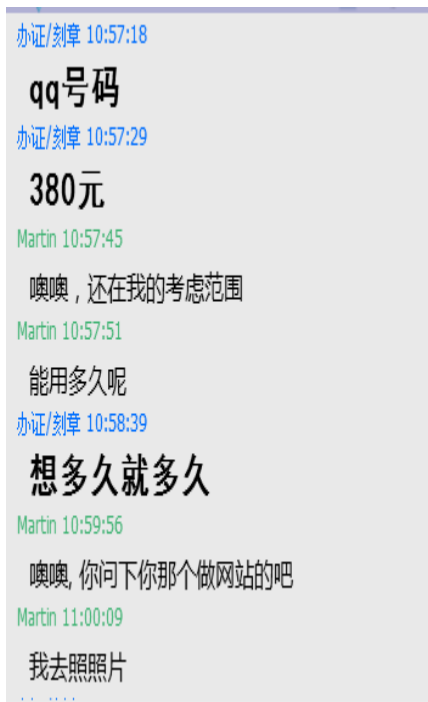 办证/刻章 10:57:18
qq号码
办证/刻章 10:57:29
380元
Martin 10:57:45
噢噢，还在我的考虑范围
Martin 10:57:51
能用多久呢
办证/刻章 10:58:39
想多久就多久
Martin 10:59:56
噢噢, 你问下你那个做网站的吧
Martin 11:00:09
我去照照片